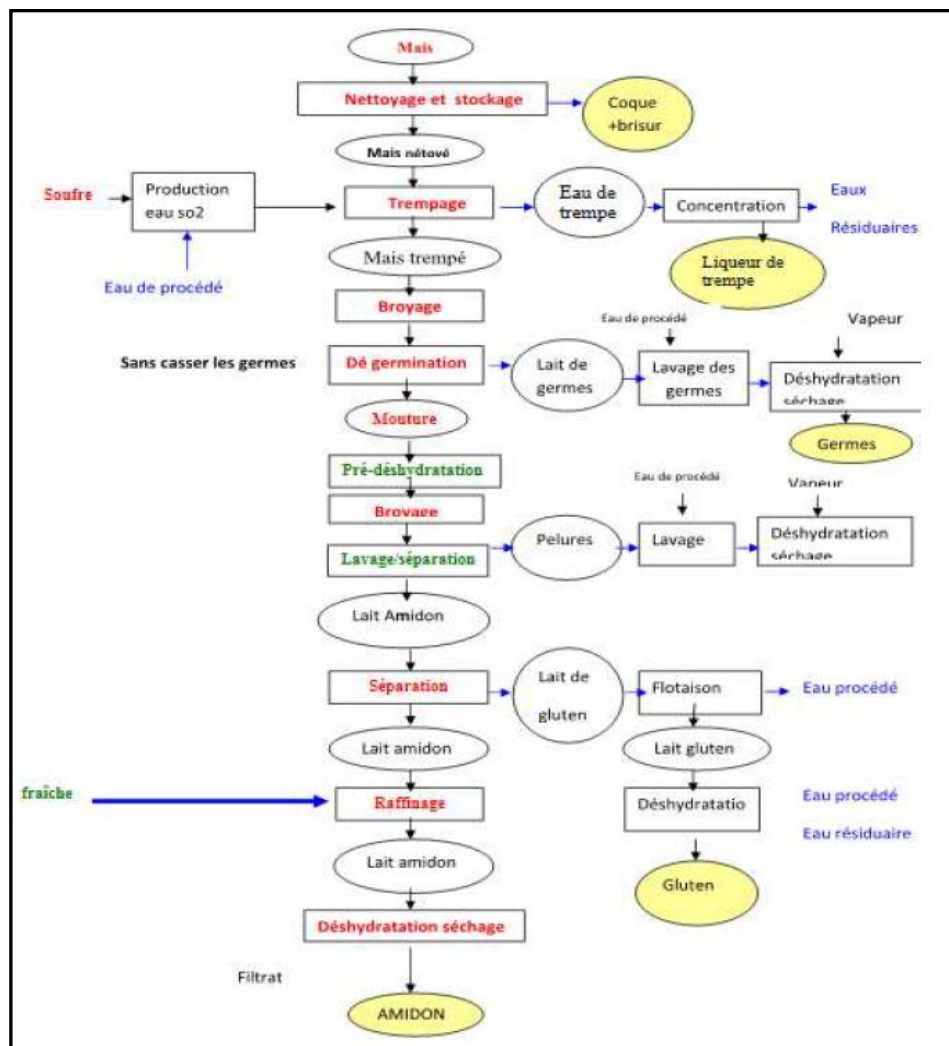 Mais
Nettoyage et stockage
Coque
+brisur
Mais nétové
Soufre
Production
eau so2
Trempage
Eau de
trempe
Concentration
Eaux
Résiduaires
Mais trempé
Eau de procédé
Liqueur de
trempe
Broyage
Eau de procédé
Vapeur
Sans casser les germes
Dé germination
Lait de
germes
Lavage des
germes
Déshydratation
séchage
Mouture
Germes
Pré-déshydratation
Eau de procédé
Vapeur
Brovage
Lavage/séparation
Pelures
Lavage
Déshydratation
séchage
Lait Amidon
Séparation
Lait de
gluten
Flotaison
Eau procédé
Lait amidon
Lait gluten
fraîche
Raffinage
Déshydratatio
Eau procédé
Eau résiduaire
Lait amidon
Gluten
Déshydratation séchage
Filtrat
AMIDON